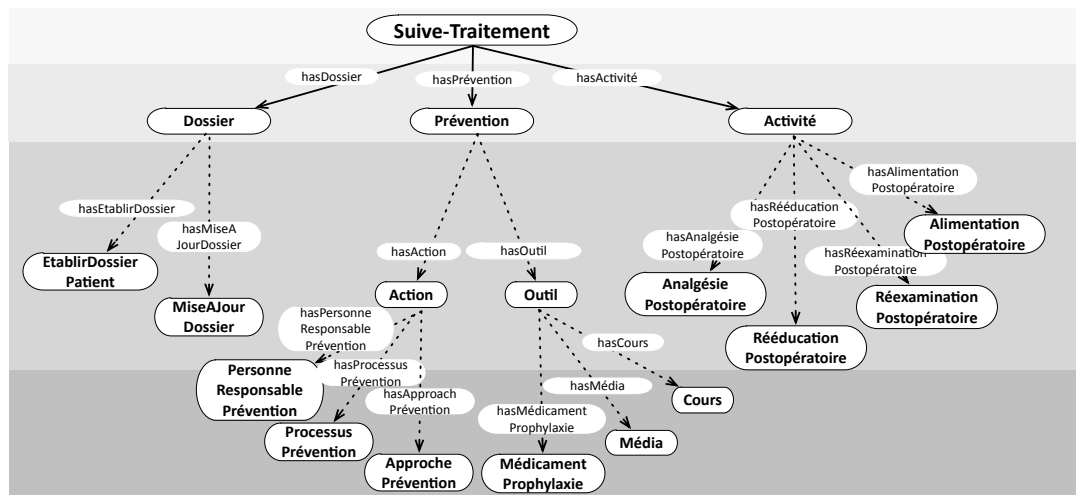 Suive-Traitement
hasDossier
hasPrévention
hasActivité
Dossier
Prévention
Activité
hasAlimentation
Postopératoire
hasEtablirDossier
hasMiseA
JourDossier
hasRééducation
Postopératoire
Alimentation
Postopératoire
hasAction
hasOutil
hasAnalgésie
Postopératoire
hasRéexamination
Postopératoire
EtablirDossier
Patient
Action
Outil
Analgésie
Postopératoire
Réexamination
Postopératoire
MiseAJour
Dossier
hasPersonne
Responsable
Prévention
hasCours
Rééducation
Postopératoire
hasProcessus
Prévention
Personne
Responsable
Prévention
hasApproach
Prévention
hasMédia
Cours
hasMédicament
Prophylaxie
Processus
Prévention
Média
Approche
Prévention
Médicament
Prophylaxie